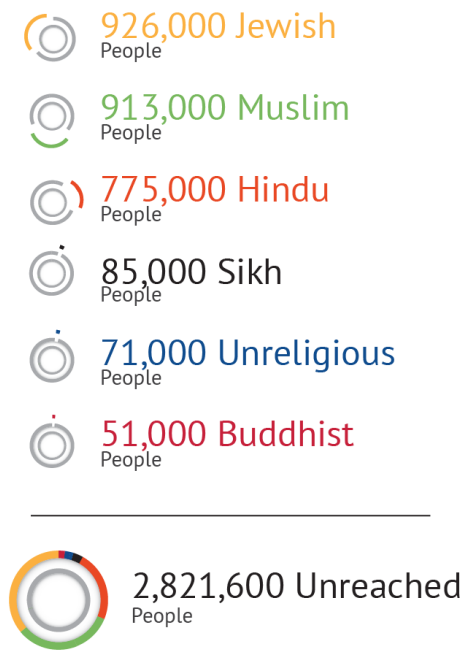 926,000 Jewish
People
913,000 Muslim
People
775,000 Hindu
People
85,000 Sikh
People
71,000 Unreligious
People
51,000 Buddhist
People
2,821,600 Unreached
People